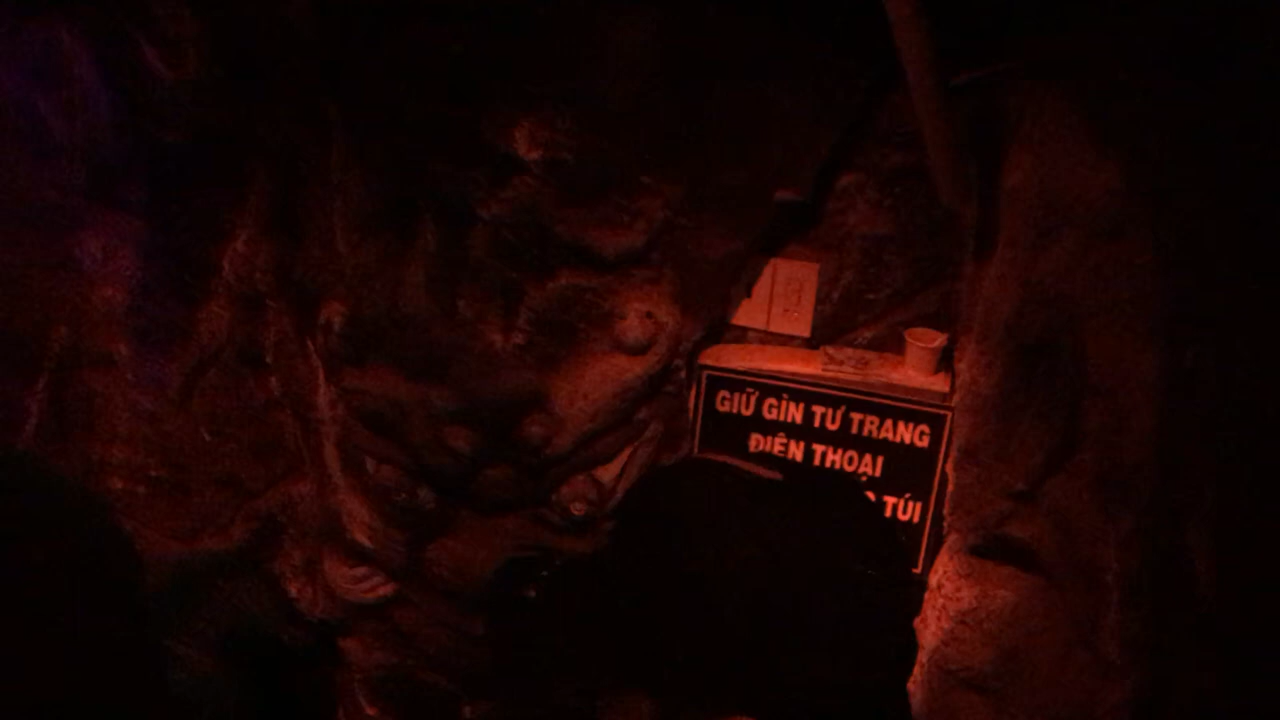 GIỮ GÌN TƯ TRANG
ĐIỆN THOẠI
TÚI